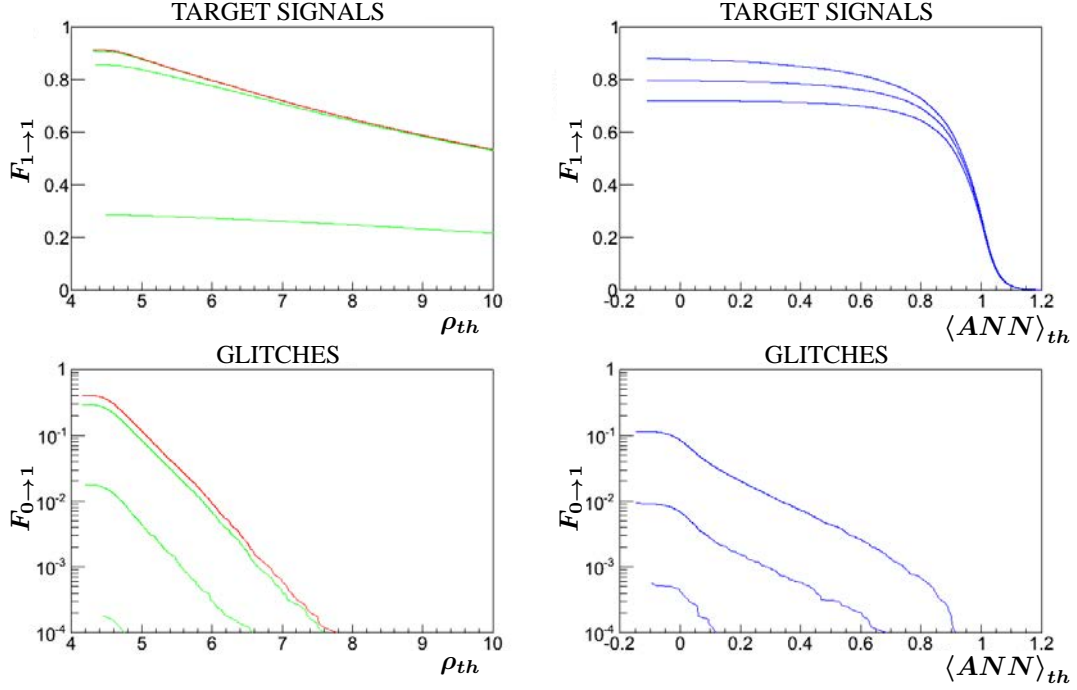 TARGET SIGNALS
F1→1
1
0.8
0.6
0.4
0.2
0
4 5 6 7 8 9 10
ρth
TARGET SIGNALS
F1→1
1
0.8
0.6
0.4
0.2
0
-0.2 0 0.2 0.4 0.6 0.8 1 1.2
⟨ANN⟩th
GLITCHES
F0→1
1
10-1
10-2
10-3
10-4
4 5 6 7 8 9 10
ρth
GLITCHES
F0→1
1
10-1
10-2
10-3
10-4
-0.2 0 0.2 0.4 0.6 0.8 1 1.2
⟨ANN⟩th